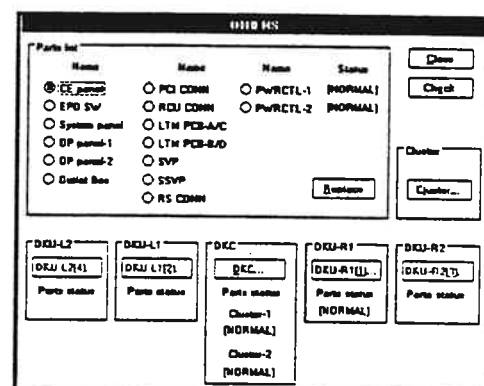 OTHERS
Parts list
Name Name Name Status
CE panel PCI CONN PWRCTL-1 [NORMAL]
EPO SW RCU CONN PWRCTL-2 [NORMAL]
System panel LTM PCB-A/C
OP panel-1 LTM PCB-B/D
OP panel-2 SVP
Outlet Box SSVP
RS CONN
Replace
Close
Check
Cluster
Cluster...
DKU-L2 DKU-L1 DKC DKU-R1 DKU-R2
DKU-L2[4]. DKU-L1[2]. DKC... DKU-R1[1]... DKU-R2[3].
Parts status Parts status Parts status Parts status Parts status
Cluster-1 [NORMAL]
[NORMAL]
Cluster-2
[NORMAL]